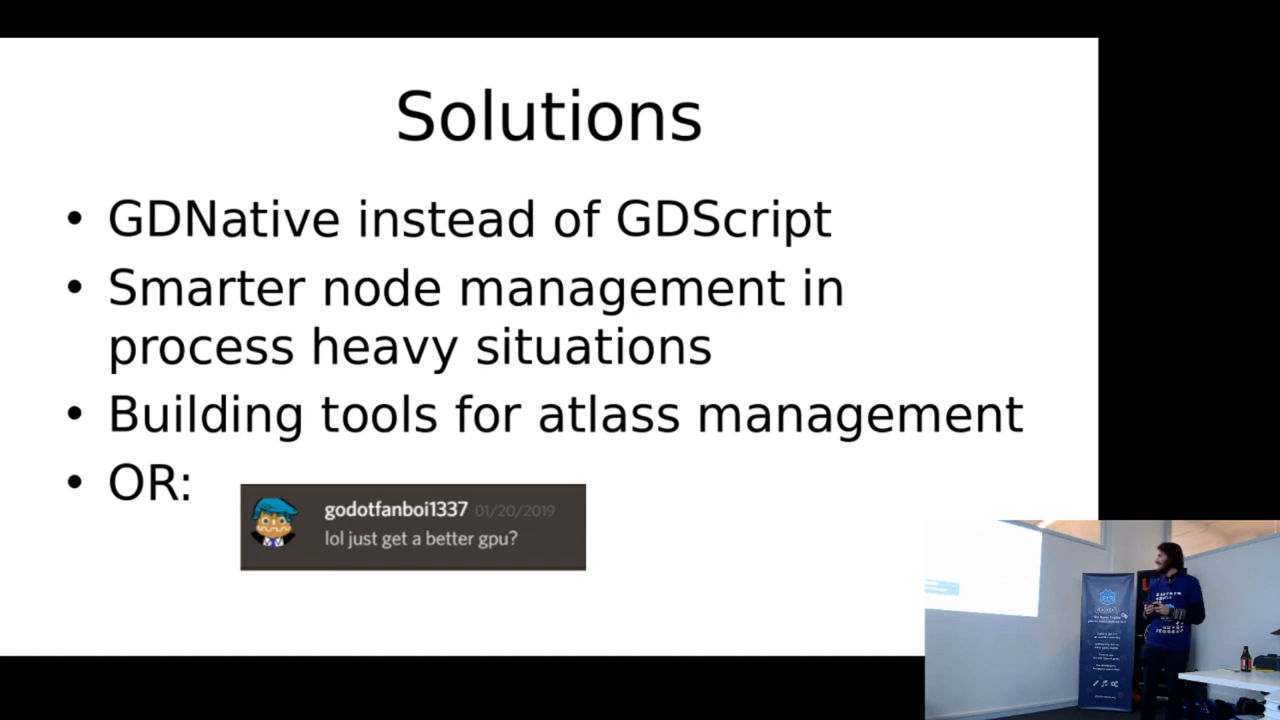 Solutions
• GDNative instead of GDScript
• Smarter node management in
process heavy situations
• Building tools for atlass management
• OR:
godotfanboi1337 01/20/2019
lol just get a better gpu?
GODOT